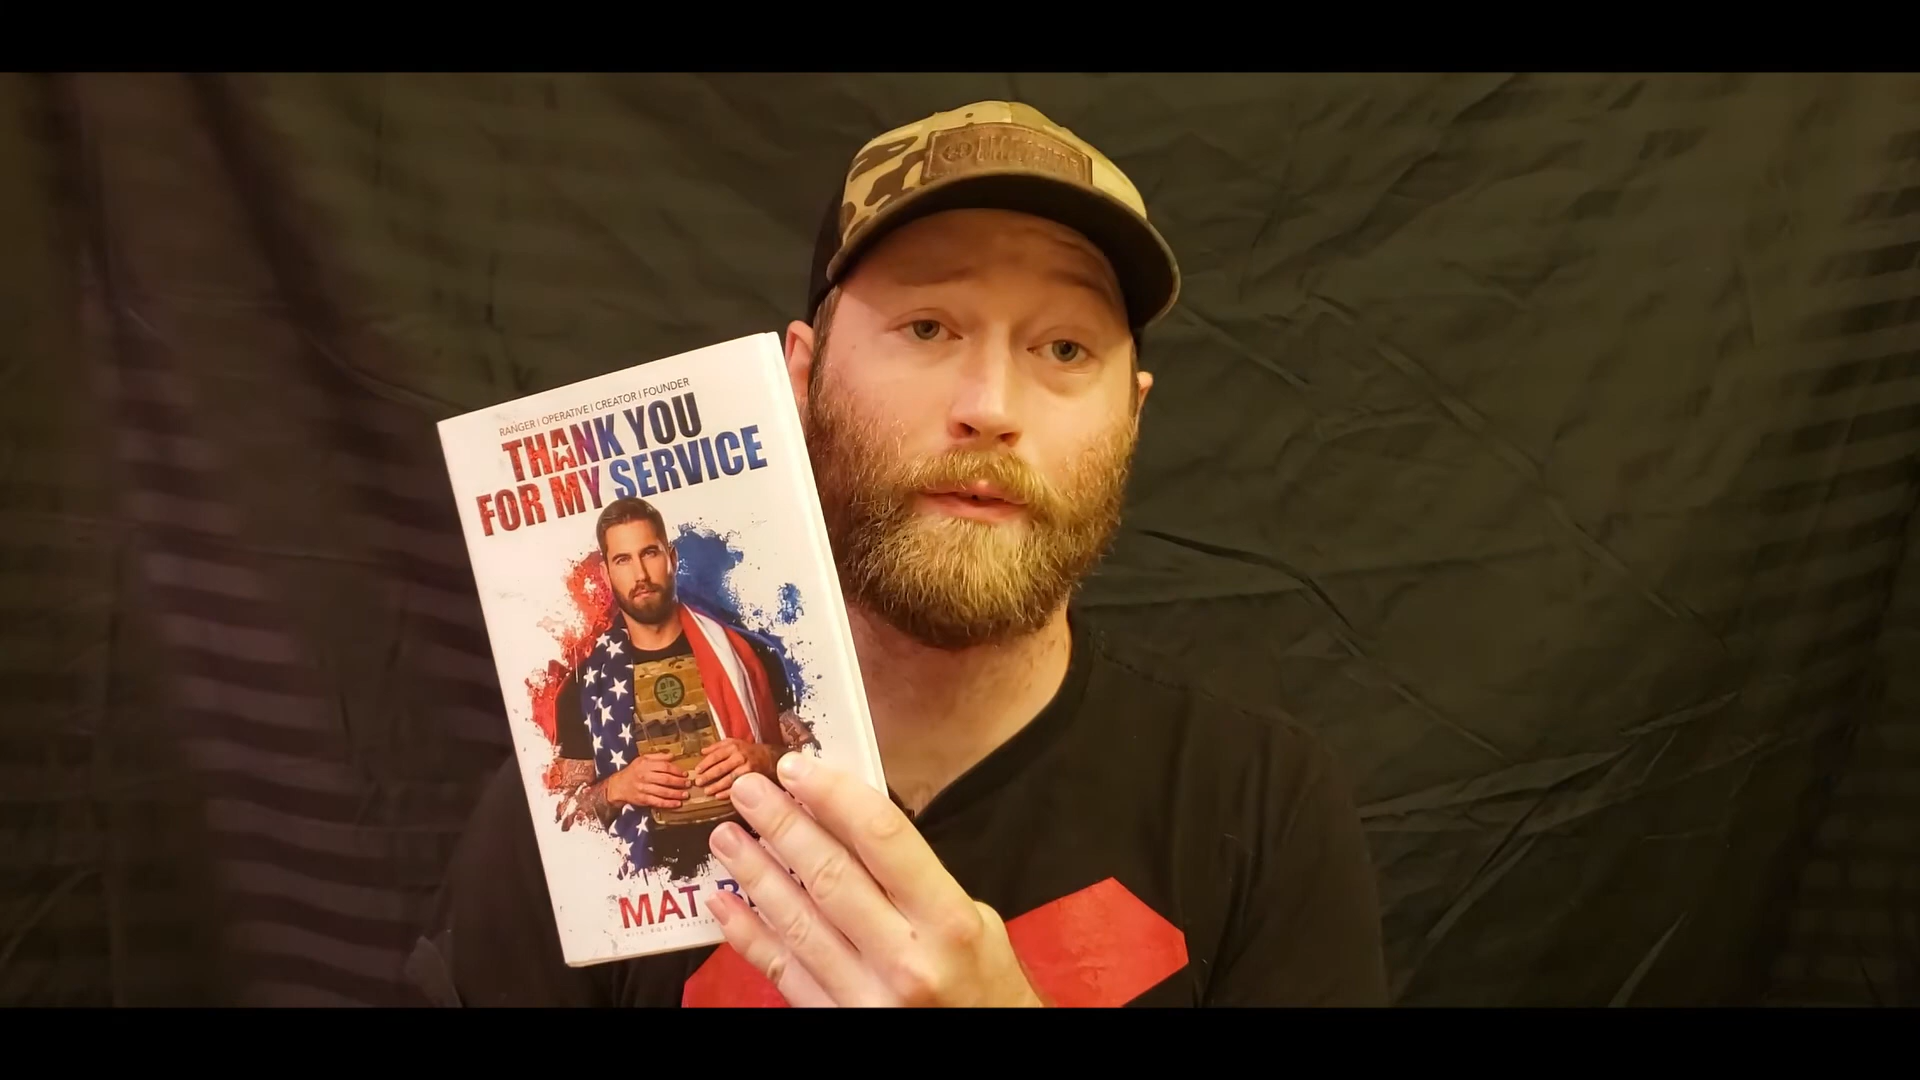 RANGER | OPERATIVE | CREATOR | FOUNDER
THANK YOU
FOR MY SERVICE
MAT